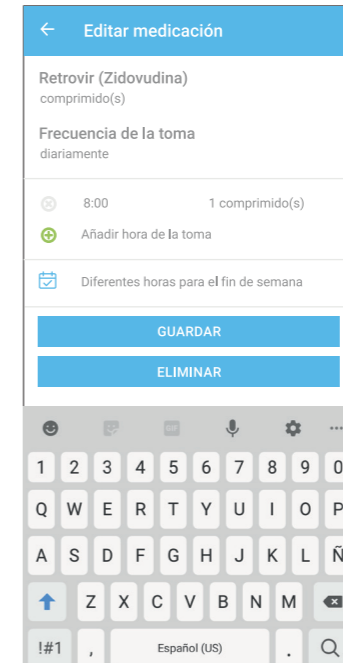 Editar medicación
Retrovir (Zidovudina)
comprimido(s)
Frecuencia de la toma
diariamente
8:00 1 comprimido(s)
Añadir hora de la toma
Diferentes horas para el fin de semana
GUARDAR
ELIMINAR
GIF
1 2 3 4 5 6 7 8 9 0
Q W E R T Y U I O P
A S D F G H J K L Ñ
Z X C V B N M
!#1 , Español (US) .